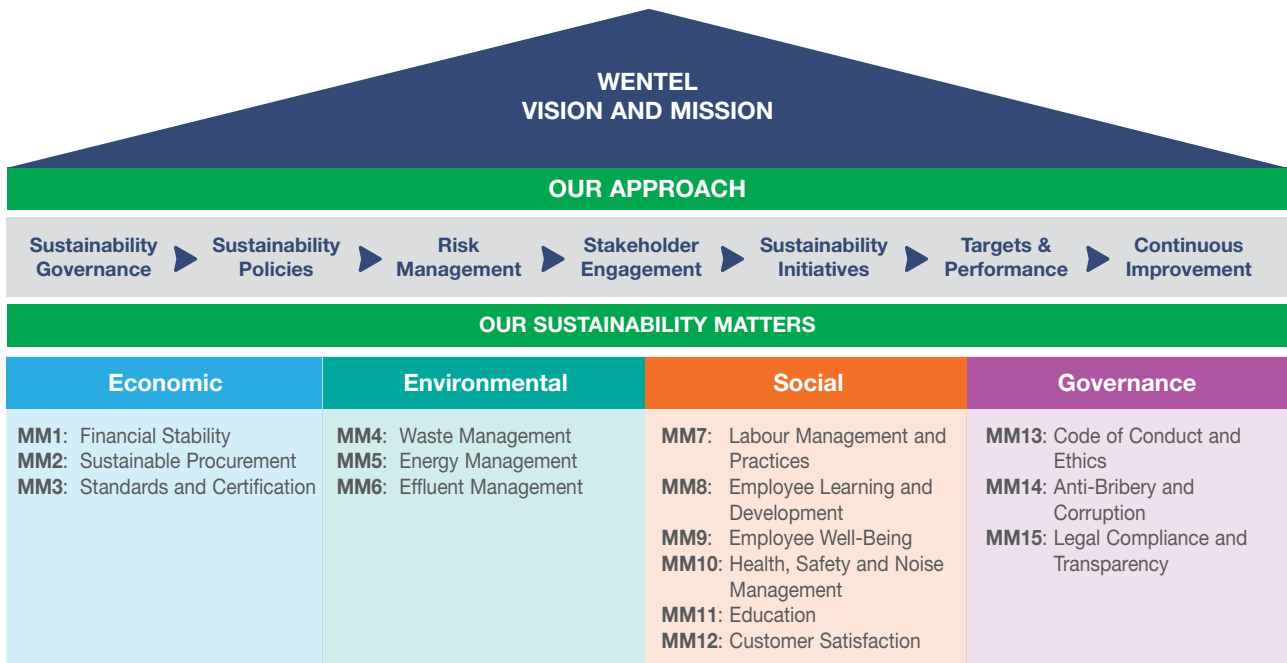 WENTEL
VISION AND MISSION
OUR APPROACH
Sustainability
Governance
Sustainability
Policies
Risk
Management
Stakeholder
Engagement
Sustainability
Initiatives
Targets &
Performance
Continuous
Improvement
OUR SUSTAINABILITY MATTERS
Economic
MM1: Financial Stability
MM2: Sustainable Procurement
MM3: Standards and Certification
Environmental
MM4: Waste Management
MM5: Energy Management
MM6: Effluent Management
Social
MM7: Labour Management and
Practices
MM8: Employee Learning and
Development
MM9: Employee Well-Being
MM10: Health, Safety and Noise
Management
MM11: Education
MM12: Customer Satisfaction
Governance
MM13: Code of Conduct and
Ethics
MM14: Anti-Bribery and
Corruption
MM15: Legal Compliance and
Transparency